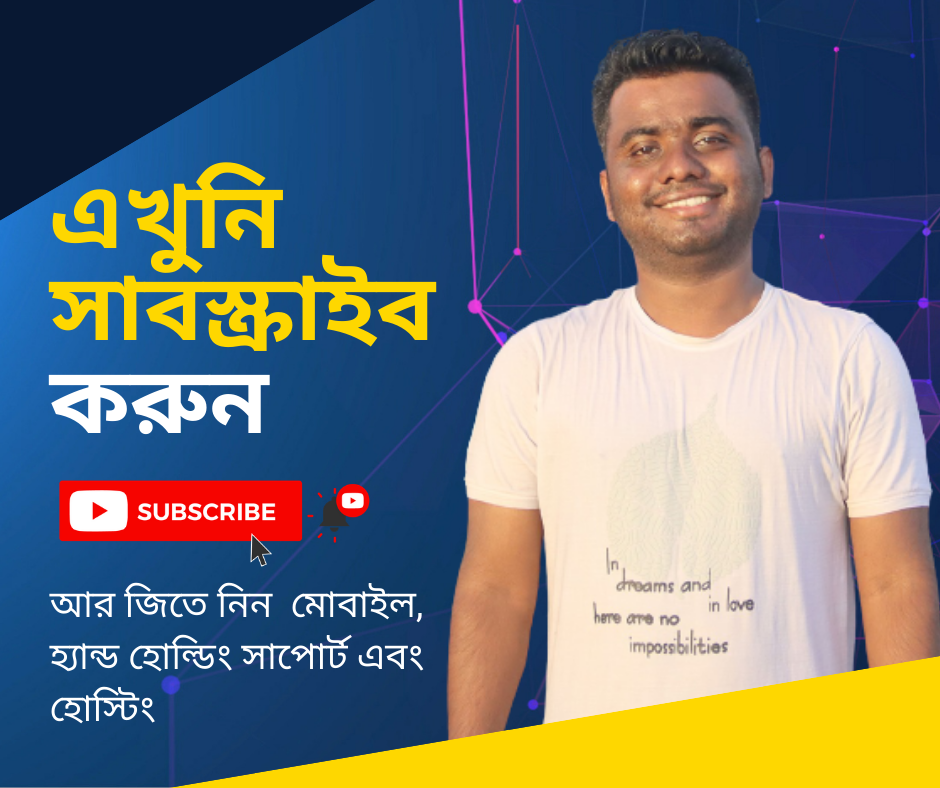 এখুনি
সাবস্ক্রাইব
করুন
SUBSCRIBE
আর জিতে নিন মোবাইল,
হ্যান্ড হোল্ডিং সাপোর্ট এবং
হোস্টিং
In
dreams and
in love
here are no
impossibilities